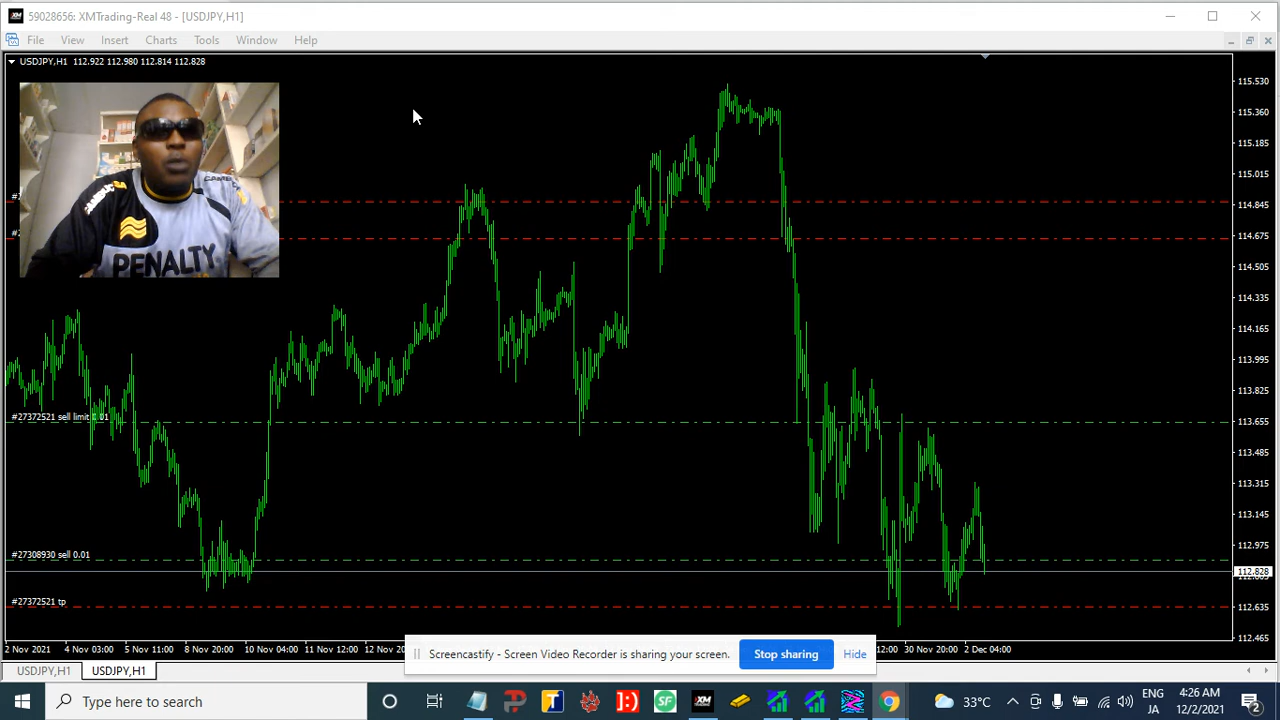 59028656: XMTrading-Real 48 - [USDJPY,H1]
File View Insert Charts Tools Window Help
USDJPY,H1 112.922 112.980 112.814 112.828
115.530
115.360
115.185
115.015
114.845
114.675
114.505
114.335
114.165
113.995
113.825
113.655
113.485
113.315
113.145
112.975
112.828
112.635
112.465
PENALTY
#27372521 sell limit 0.01
#27308930 sell 0.01
#27372521 tp
2 Nov 2021 4 Nov 03:00 5 Nov 11:00 8 Nov 20:00 10 Nov 04:00 11 Nov 12:00 12 Nov 20:00 30 Nov 20:00 2 Dec 04:00
Screencastify - Screen Video Recorder is sharing your screen. Stop sharing Hide
USDJPY,H1 USDJPY,H1
Type here to search
33°C
ENG
JA
4:26 AM
12/2/2021
2